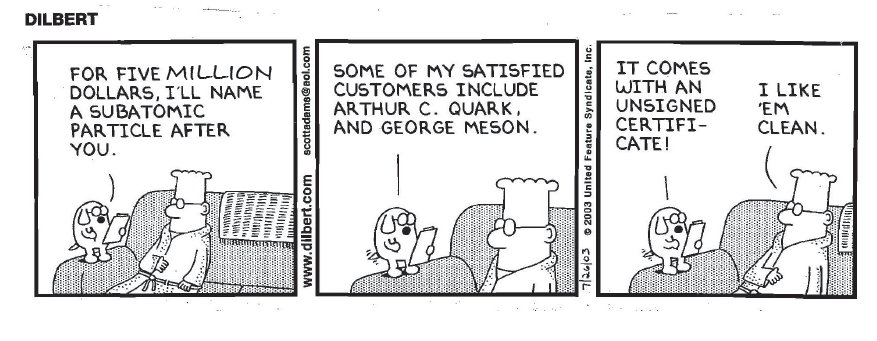 DILBERT
FOR FIVE MILLION
DOLLARS, I'LL NAME
A SUBATOMIC
PARTICLE AFTER
YOU.
www.dilbert.com scottadams@aol.com
SOME OF MY SATISFIED
CUSTOMERS INCLUDE
ARTHUR C. QUARK,
AND GEORGE MESON.
7/26/03 © 2003 United Feature Syndicate, Inc.
IT COMES
WITH AN
UNSIGNED
CERTIFI-
CATE!
I LIKE
'EM
CLEAN.